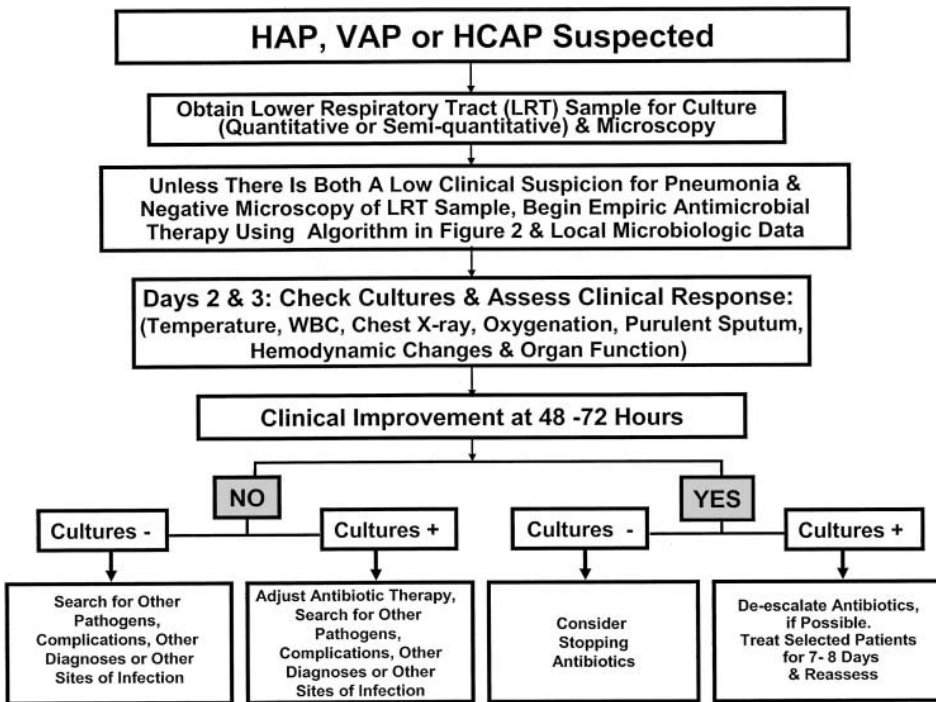 HAP, VAP or HCAP Suspected
Obtain Lower Respiratory Tract (LRT) Sample for Culture
(Quantitative or Semi-quantitative) & Microscopy
Unless There Is Both A Low Clinical Suspicion for Pneumonia &
Negative Microscopy of LRT Sample, Begin Empiric Antimicrobial
Therapy Using Algorithm in Figure 2 & Local Microbiologic Data
Days 2 & 3: Check Cultures & Assess Clinical Response:
(Temperature, WBC, Chest X-ray, Oxygenation, Purulent Sputum,
Hemodynamic Changes & Organ Function)
Clinical Improvement at 48 -72 Hours
NO
YES
Cultures -
Cultures +
Cultures -
Cultures +
Search for Other
Pathogens,
Complications, Other
Diagnoses or Other
Sites of Infection
Adjust Antibiotic Therapy,
Search for Other
Pathogens,
Complications, Other
Diagnoses or Other
Sites of Infection
Consider
Stopping
Antibiotics
De-escalate Antibiotics,
if Possible.
Treat Selected Patients
for 7- 8 Days
& Reassess